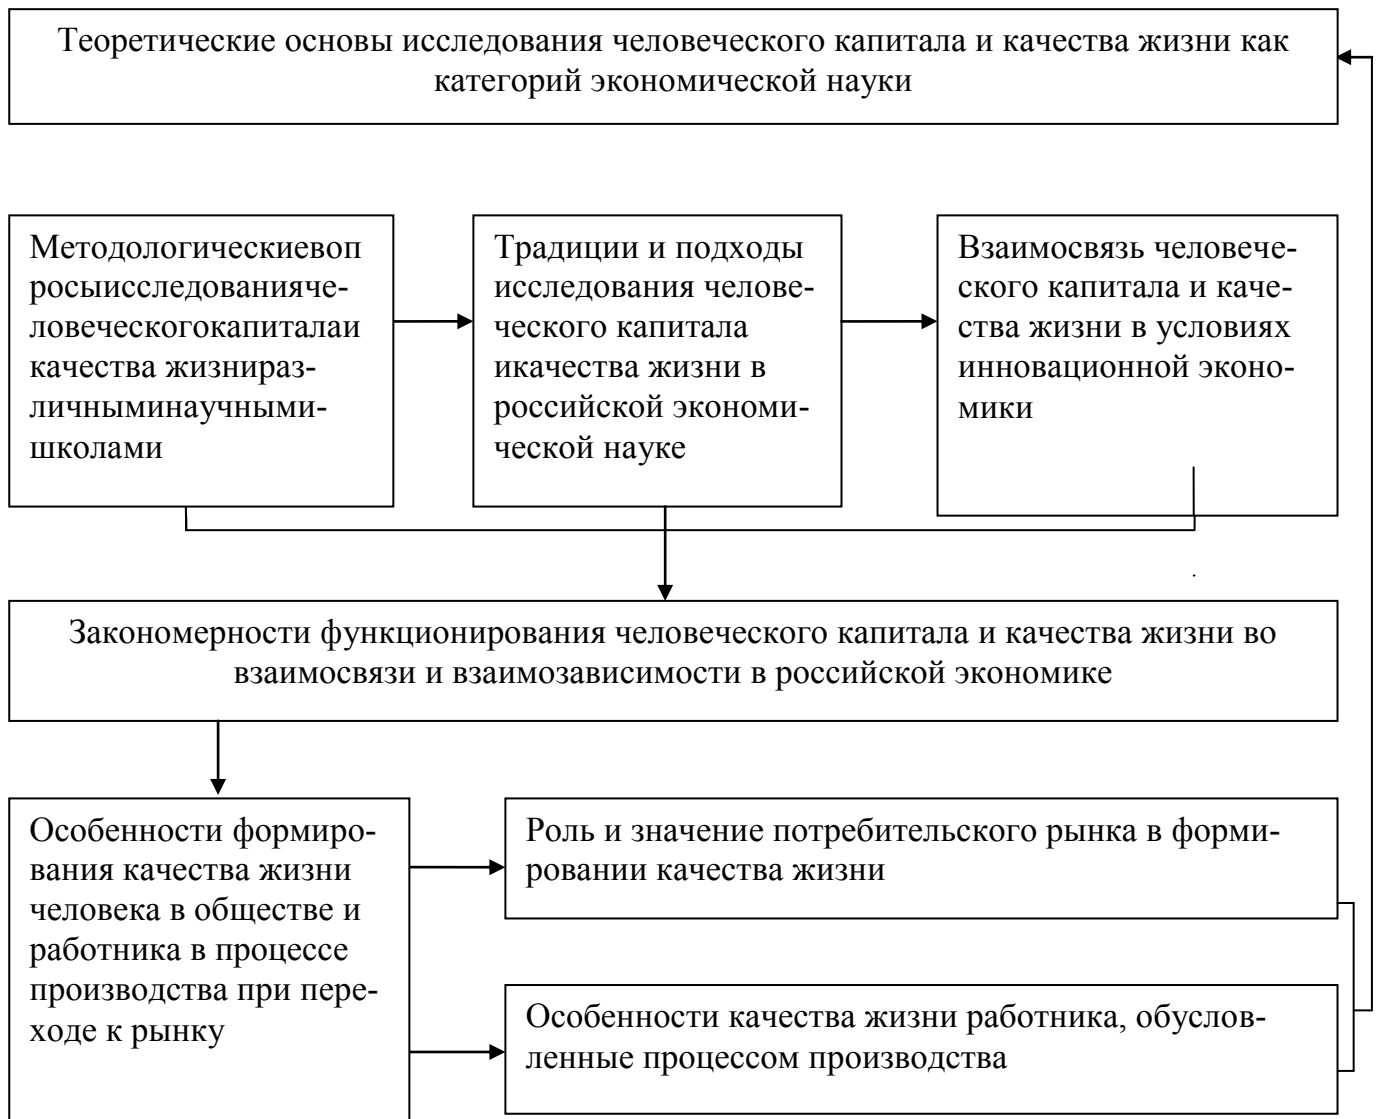 Теоретические основы исследования человеческого капитала и качества жизни как
категорий экономической науки
Методологическиевоп
росыисследованияче-
ловеческогокапиталаи
качества жизнираз-
личныминаучными-
школами
Традиции и подходы
исследования челове-
ческого капитала
икачества жизни в
российской экономи-
ческой науке
Взаимосвязь человече-
ского капитала и каче-
ства жизни в условиях
инновационной эконо-
мики
Закономерности функционирования человеческого капитала и качества жизни во
взаимосвязи и взаимозависимости в российской экономике
Особенности формиро-
вания качества жизни
человека в обществе и
работника в процессе
производства при пере-
ходе к рынку
Роль и значение потребительского рынка в форми-
ровании качества жизни
Особенности качества жизни работника, обуслов-
ленные процессом производства